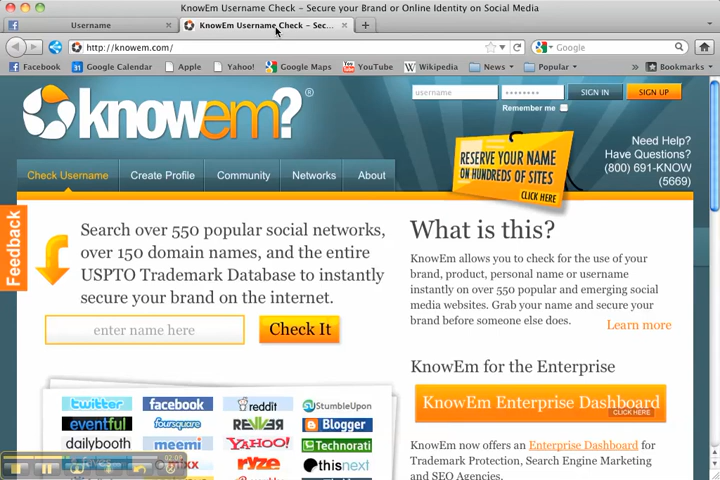 KnowEm Username Check – Secure your Brand or Online Identity on Social Media
Username
KnowEm Username Check – Sec...
http://knowem.com/
Google
Facebook
Google Calendar
Apple
Yahoo!
Google Maps
YouTube
Wikipedia
News
Popular
Bookmarks
knowem?®
username
SIGN IN
SIGN UP
Remember me
RESERVE YOUR NAME
ON HUNDREDS OF SITES
CLICK HERE
Need Help?
Have Questions?
(800) 691-KNOW
(5669)
Check Username
Create Profile
Community
Networks
About
Feedback
Search over 550 popular social networks,
over 150 domain names, and the entire
USPTO Trademark Database to instantly
secure your brand on the internet.
enter name here
Check It
What is this?
KnowEm allows you to check for the use of your
brand, product, personal name or username
instantly on over 550 popular and emerging social
media websites. Grab your name and secure your
brand before someone else does.
Learn more
KnowEm for the Enterprise
KnowEm Enterprise Dashboard
CLICK HERE
KnowEm now offers an Enterprise Dashboard for
Trademark Protection, Search Engine Marketing
and SEO Agencies.
twitter
facebook
reddit
StumbleUpon
eventful
foursquare
REVVER
Blogger
dailybooth
meemi
YAHOO!
Technorati
mixx
ryze
thisnext